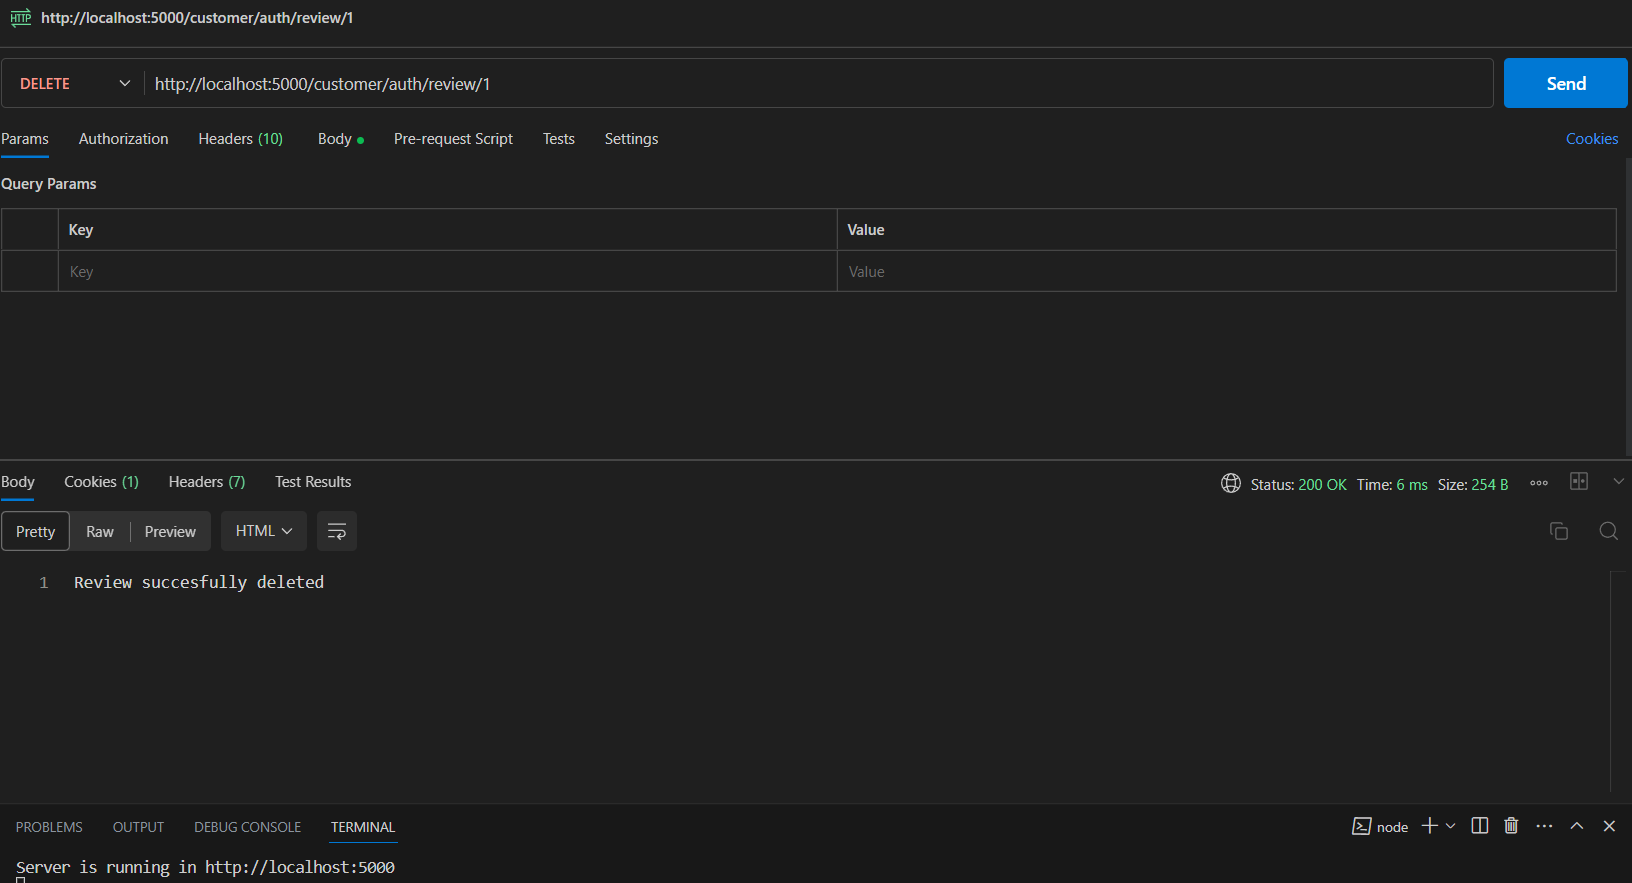 HTTP http://localhost:5000/customer/auth/review/1
DELETE http://localhost:5000/customer/auth/review/1 Send
Params Authorization Headers (10) Body Pre-request Script Tests Settings Cookies
Query Params
Key Value
Key Value
Body Cookies (1) Headers (7) Test Results Status: 200 OK Time: 6 ms Size: 254 B
Pretty Raw Preview HTML
1 Review succesfully deleted
PROBLEMS OUTPUT DEBUG CONSOLE TERMINAL node
Server is running in http://localhost:5000